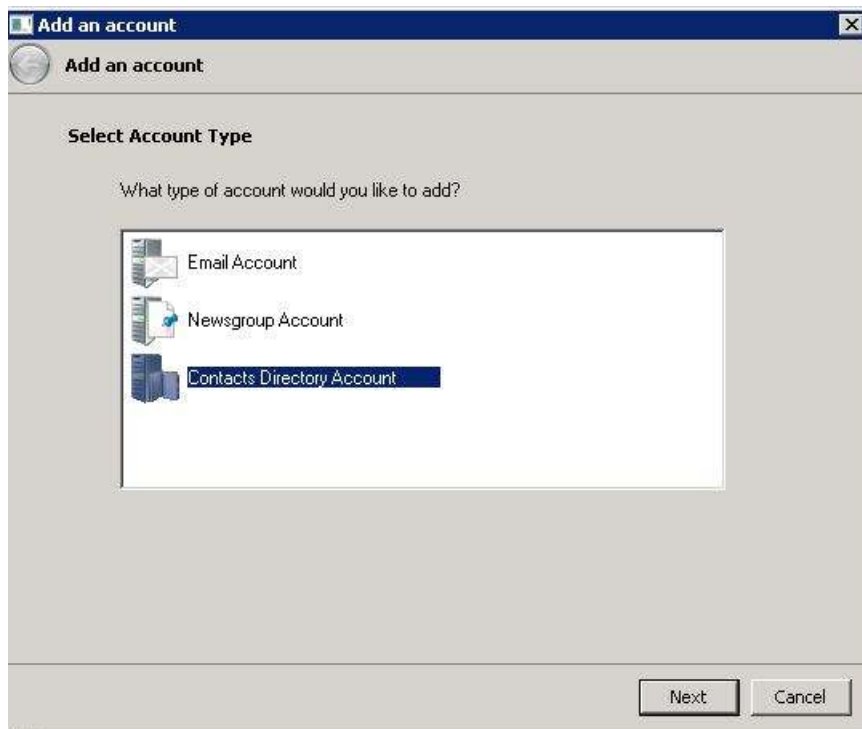 Add an account
Add an account
Select Account Type
What type of account would you like to add?
Email Account
Newsgroup Account
Contacts Directory Account
Next Cancel